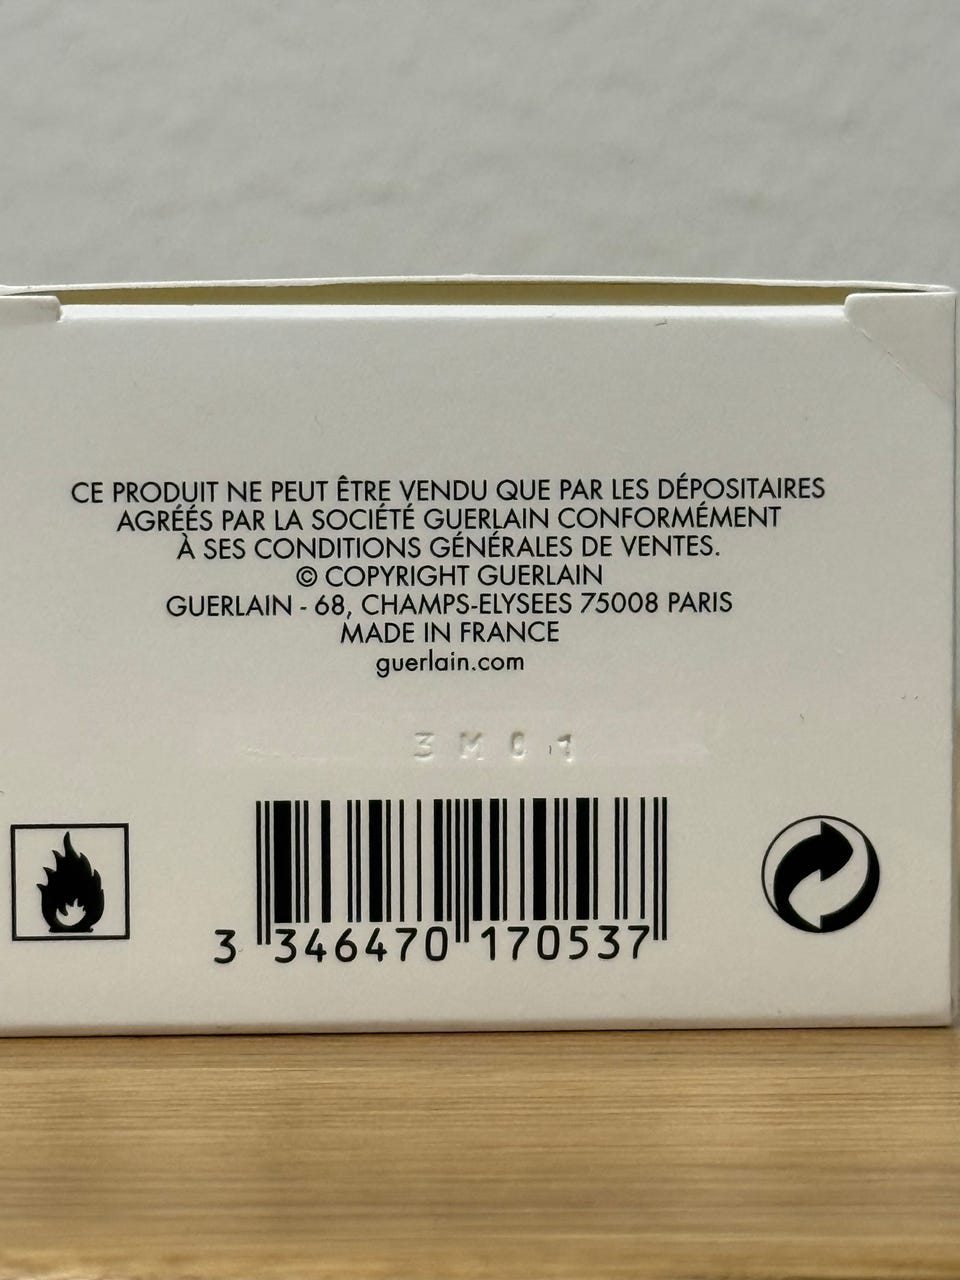 CE PRODUIT NE PEUT ÊTRE VENDU QUE PAR LES DÉPOSITAIRES
AGRÉÉS PAR LA SOCIÉTÉ GUERLAIN CONFORMÉMENT
À SES CONDITIONS GÉNÉRALES DE VENTES.
© COPYRIGHT GUERLAIN
GUERLAIN - 68, CHAMPS-ELYSEES 75008 PARIS
MADE IN FRANCE
guerlain.com
3M01
3 346470 170537